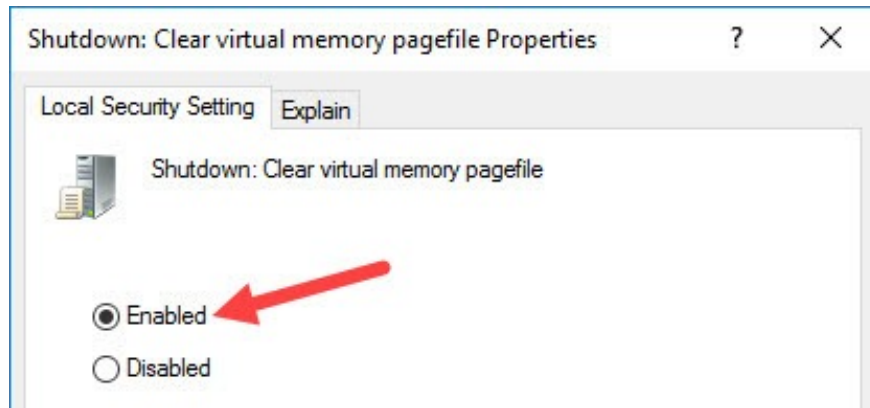 Shutdown: Clear virtual memory pagefile Properties ?
Local Security Setting Explain
Shutdown: Clear virtual memory pagefile
Enabled
Disabled